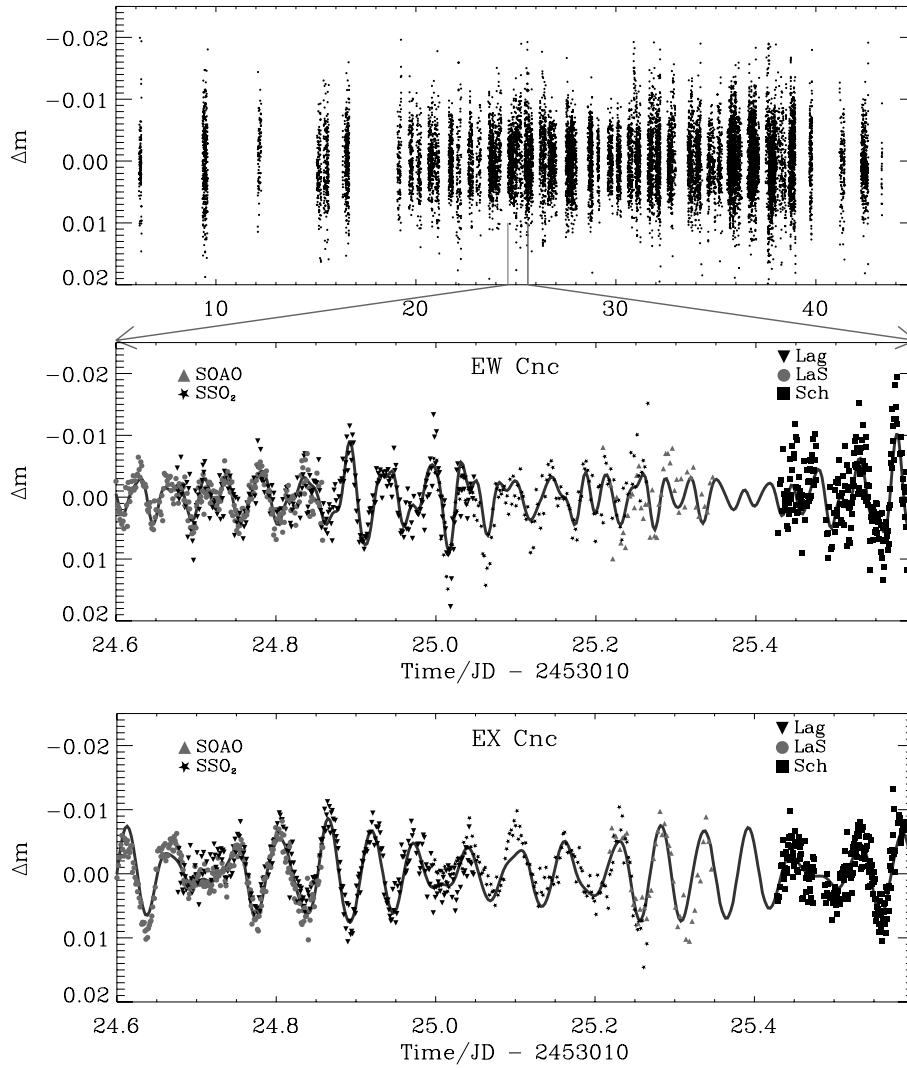 −0.02
−0.01
0.00
0.01
0.02
Δm
10 20 30 40
EW Cnc
▲ SOAO
★ SSO₂
▼ Lag
● LaS
■ Sch
−0.02
−0.01
0.00
0.01
0.02
Δm
24.6 24.8 25.0 25.2 25.4
Time/JD − 2453010
EX Cnc
▲ SOAO
★ SSO₂
▼ Lag
● LaS
■ Sch
−0.02
−0.01
0.00
0.01
0.02
Δm
24.6 24.8 25.0 25.2 25.4
Time/JD − 2453010